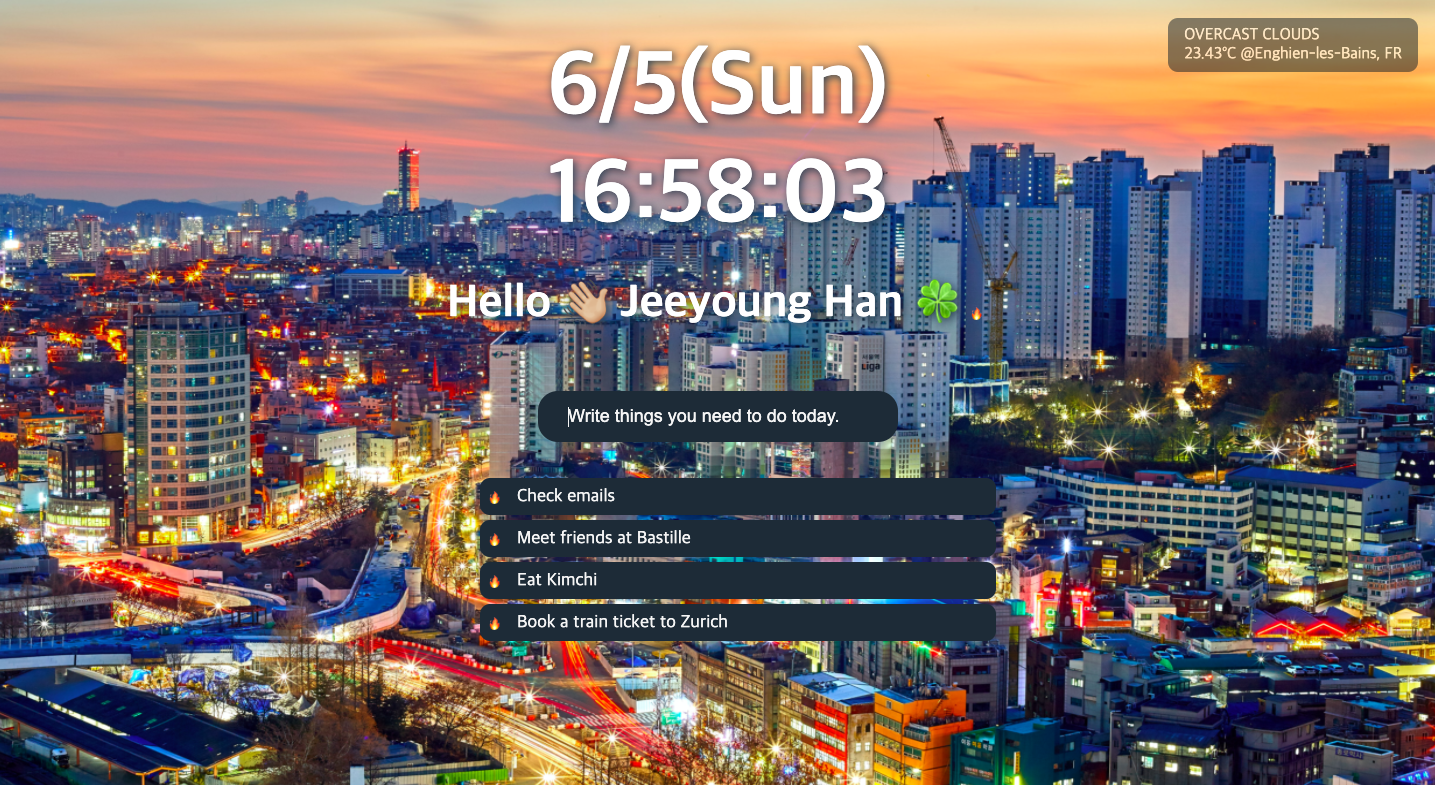 OVERCAST CLOUDS
23.43°C @Enghien-les-Bains, FR
6/5(Sun)
16:58:03
Hello 👋🏼 Jeeyoung Han 🍀
Liga
Write things you need to do today.
🔥 Check emails
🔥 Meet friends at Bastille
🔥 Eat Kimchi
🔥 Book a train ticket to Zurich